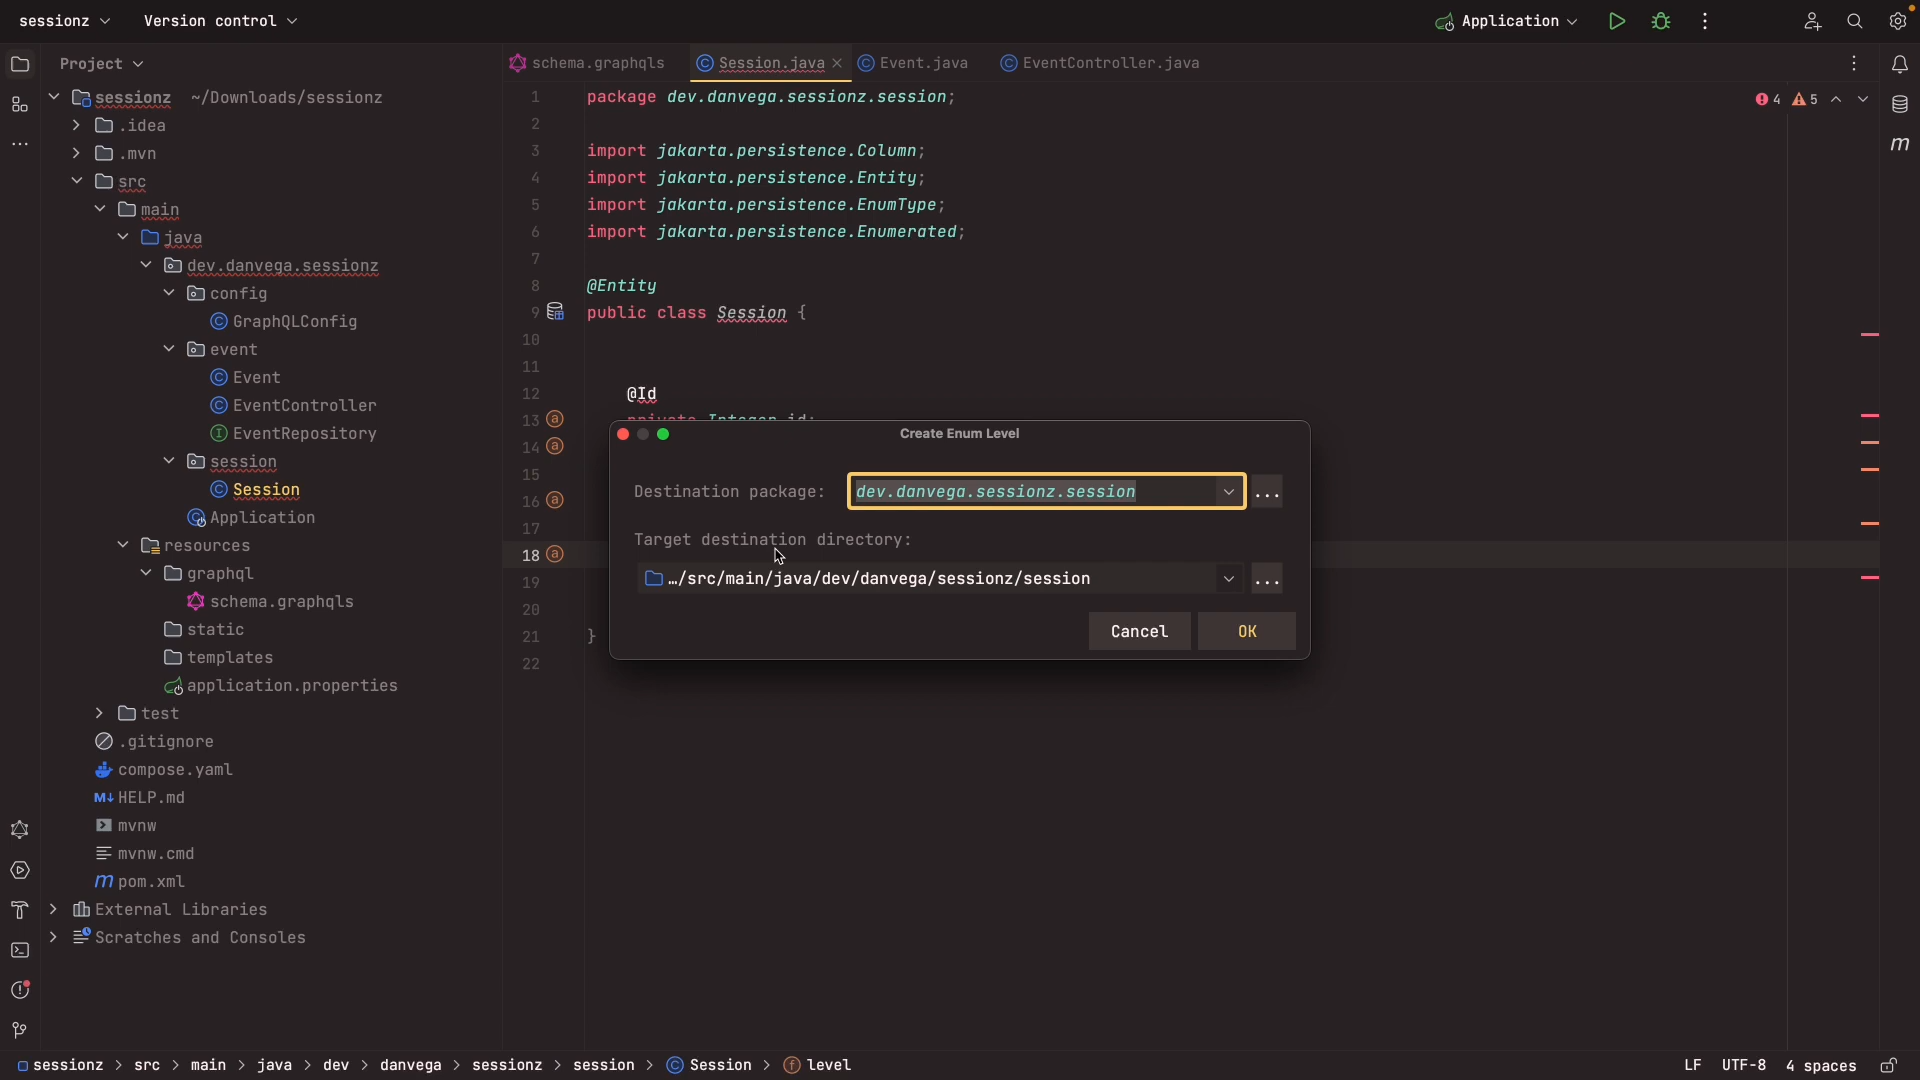 sessionz
Version control
Application
Project
schema.graphqls
Session.java
Event.java
EventController.java
sessionz ~/Downloads/sessionz
.idea
.mvn
src
main
java
dev.danvega.sessionz
config
GraphQLConfig
event
Event
EventController
EventRepository
session
Session
Application
resources
graphql
schema.graphqls
static
templates
application.properties
test
.gitignore
compose.yaml
M↓ HELP.md
mvnw
mvnw.cmd
m pom.xml
External Libraries
Scratches and Consoles
1 package dev.danvega.sessionz.session;
2
3 import jakarta.persistence.Column;
4 import jakarta.persistence.Entity;
5 import jakarta.persistence.EnumType;
6 import jakarta.persistence.Enumerated;
7
8 @Entity
9 public class Session {
10
11
12 @Id
13 private Integer id;
14
15
16
17
18
19
20
21 }
22
4 5
m
Create Enum Level
Destination package: dev.danvega.sessionz.session ...
Target destination directory:
…/src/main/java/dev/danvega/sessionz/session ...
Cancel OK
sessionz > src > main > java > dev > danvega > sessionz > session > Session > level
LF UTF-8 4 spaces